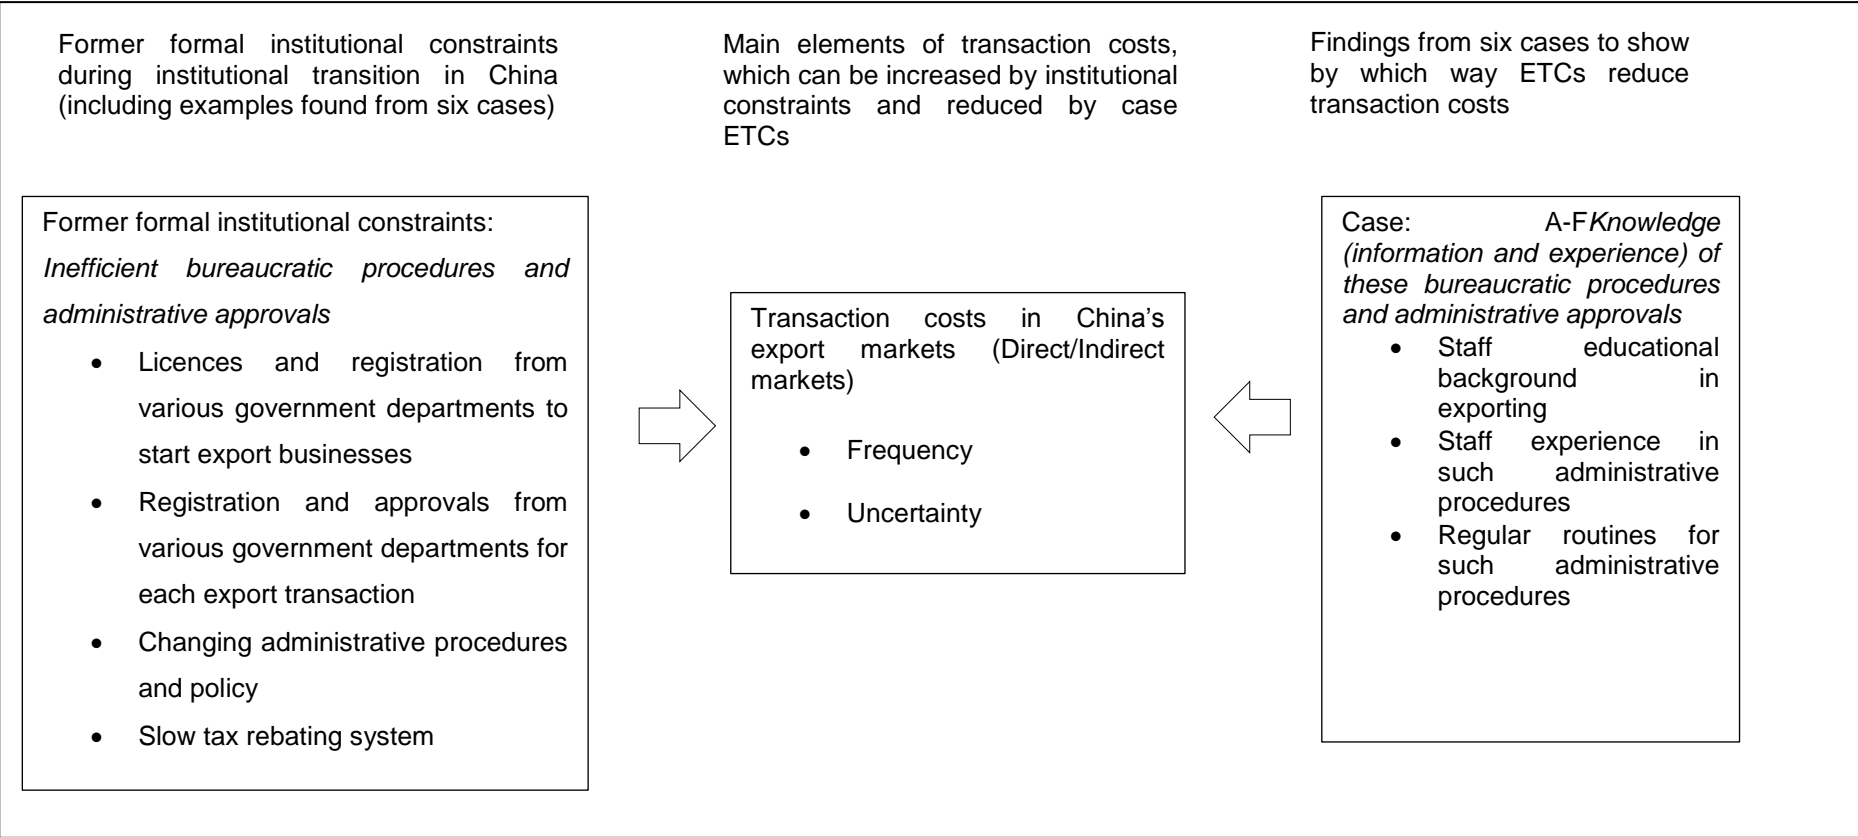 Former formal institutional constraints
during institutional transition in China
(including examples found from six cases)
Main elements of transaction costs,
which can be increased by institutional
constraints and reduced by case
ETCs
Findings from six cases to show
by which way ETCs reduce
transaction costs
Former formal institutional constraints:
Inefficient bureaucratic procedures and
administrative approvals
• Licences and registration from
various government departments to
start export businesses
• Registration and approvals from
various government departments for
each export transaction
• Changing administrative procedures
and policy
• Slow tax rebating system
Transaction costs in China’s
export markets (Direct/Indirect
markets)
• Frequency
• Uncertainty
Case: A-FKnowledge
(information and experience) of
these bureaucratic procedures
and administrative approvals
• Staff educational
background in
exporting
• Staff experience in
such administrative
procedures
• Regular routines for
such administrative
procedures